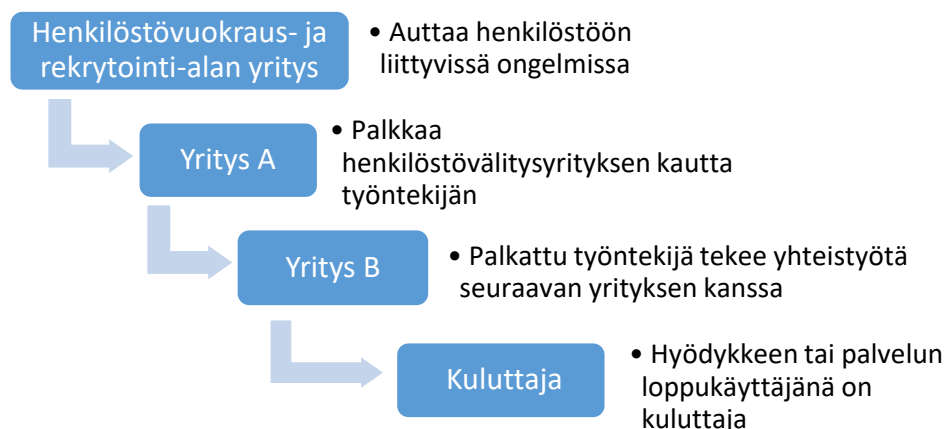 Henkilöstövuokraus- ja
rekrytointi-alan yritys
• Auttaa henkilöstöön
liittyvissä ongelmissa
Yritys A
• Palkkaa
henkilöstövälitysyrityksen kautta
työntekijän
Yritys B
• Palkattu työntekijä tekee yhteistyötä
seuraavan yrityksen kanssa
Kuluttaja
• Hyödykkeen tai palvelun
loppukäyttäjänä on
kuluttaja